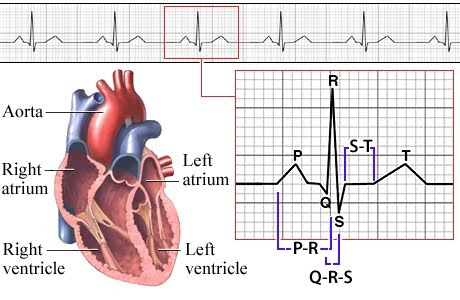 Aorta
Right
atrium
Left
atrium
Right
ventricle
Left
ventricle
R
P
S-T
T
Q
S
P-R
Q-R-S